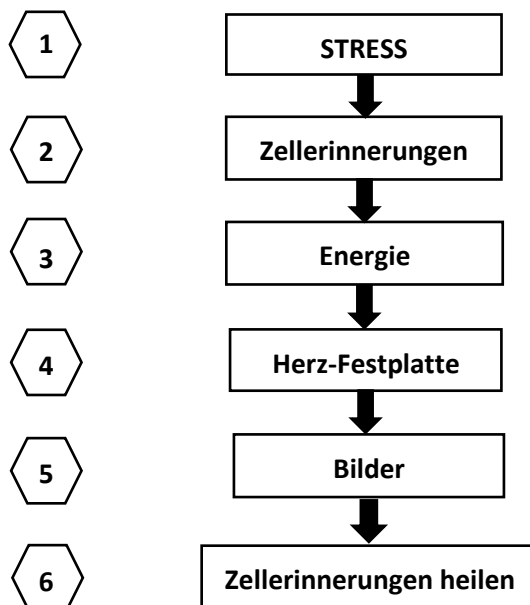 1 STRESS
2 Zellerinnerungen
3 Energie
4 Herz-Festplatte
5 Bilder
6 Zellerinnerungen heilen